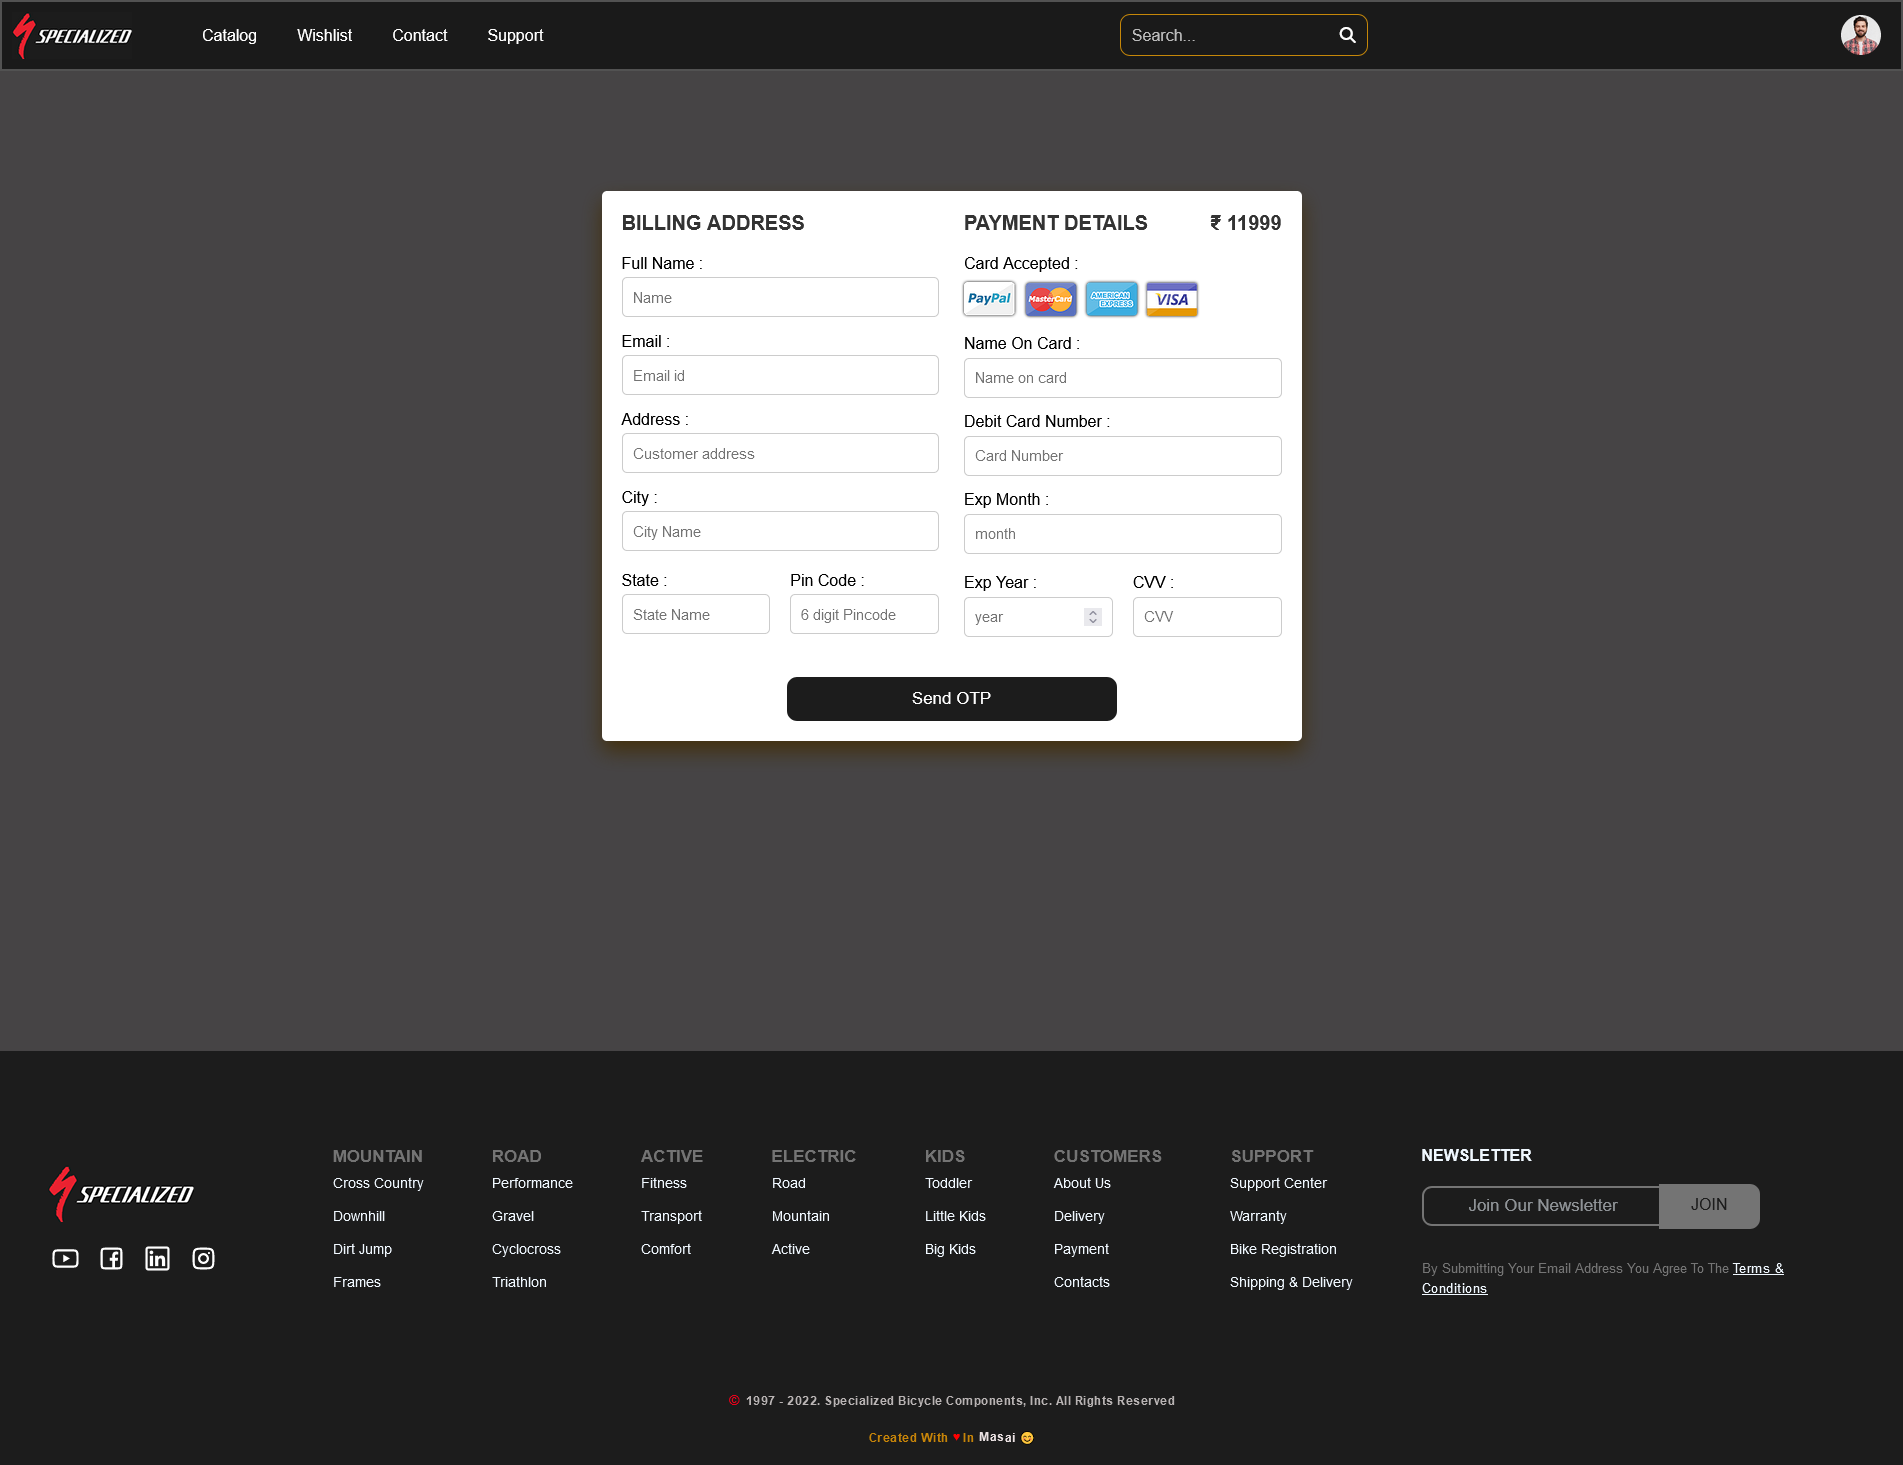 SPECIALIZED Catalog Wishlist Contact Support Search...
BILLING ADDRESS
Full Name :
Name
Email :
Email id
Address :
Customer address
City :
City Name
State : Pin Code :
State Name 6 digit Pincode
PAYMENT DETAILS ₹ 11999
Card Accepted :
PayPal MasterCard AMERICAN EXPRESS VISA
Name On Card :
Name on card
Debit Card Number :
Card Number
Exp Month :
month
Exp Year : CVV :
year CVV
Send OTP
SPECIALIZED
MOUNTAIN
Cross Country
Downhill
Dirt Jump
Frames
ROAD
Performance
Gravel
Cyclocross
Triathlon
ACTIVE
Fitness
Transport
Comfort
ELECTRIC
Road
Mountain
Active
KIDS
Toddler
Little Kids
Big Kids
CUSTOMERS
About Us
Delivery
Payment
Contacts
SUPPORT
Support Center
Warranty
Bike Registration
Shipping & Delivery
NEWSLETTER
Join Our Newsletter JOIN
By Submitting Your Email Address You Agree To The Terms &
Conditions
© 1997 - 2022. Specialized Bicycle Components, Inc. All Rights Reserved
Created With ♥ In Masai 😊